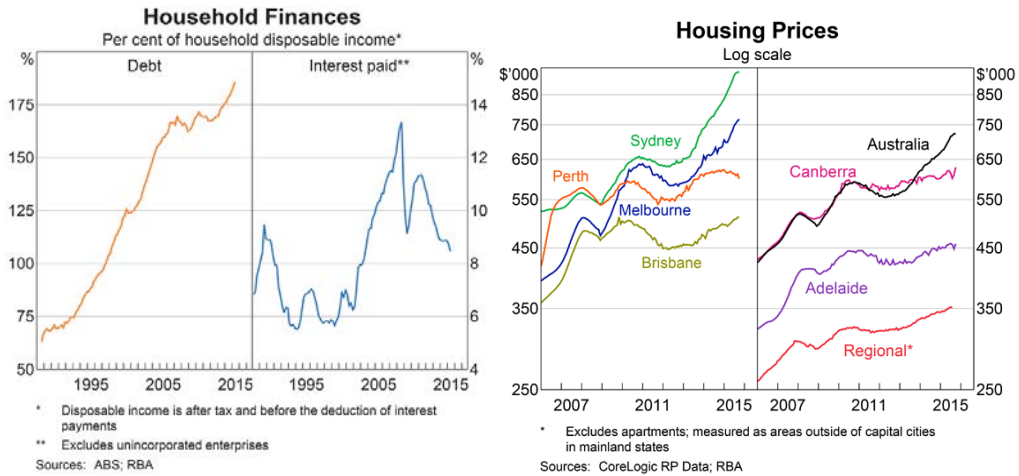 Household Finances
Per cent of household disposable income*
%
%
Debt
Interest paid**
175
150
125
100
75
50
14
12
10
8
6
4
1995
2005
2015
1995
2005
2015
* Disposable income is after tax and before the deduction of interest
payments
** Excludes unincorporated enterprises
Sources: ABS; RBA
Housing Prices
Log scale
$'000
$'000
850
750
650
550
450
350
250
850
750
650
550
450
350
250
Sydney
Perth
Melbourne
Brisbane
Australia
Canberra
Adelaide
Regional*
2007
2011
2015
2007
2011
2015
* Excludes apartments; measured as areas outside of capital cities
in mainland states
Sources: CoreLogic RP Data; RBA